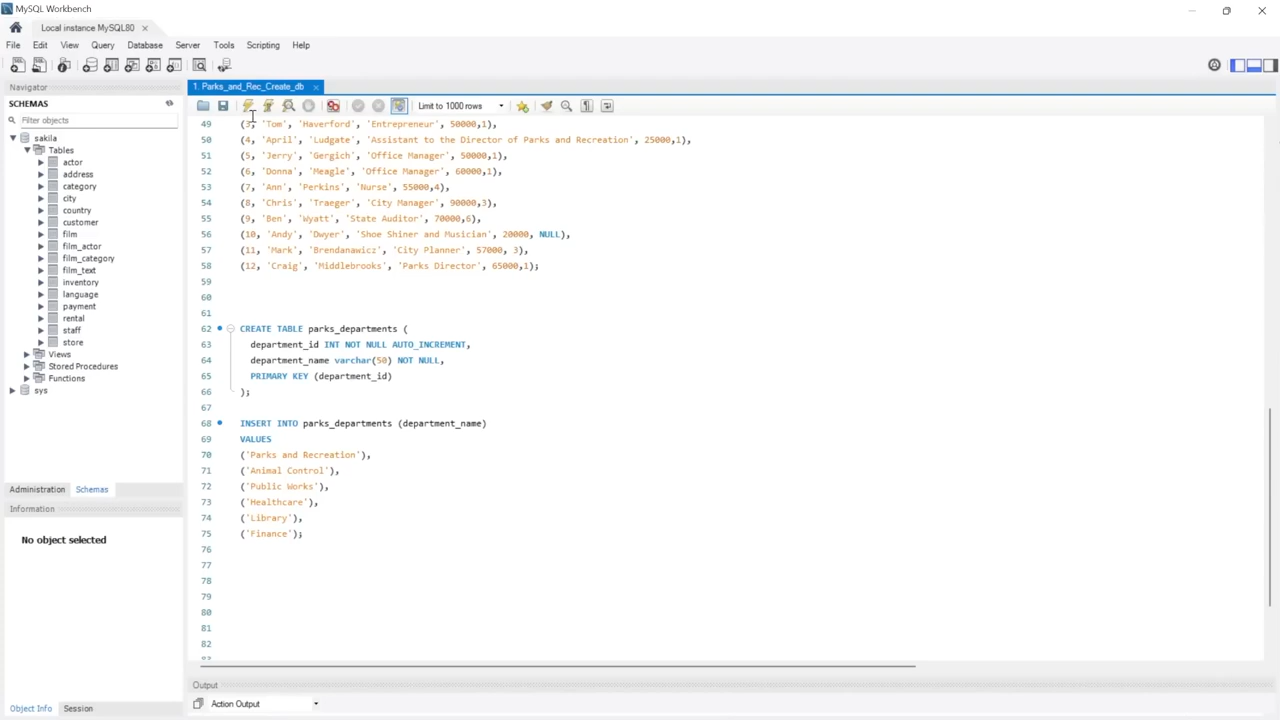 MySQL Workbench
Local instance MySQL80
File Edit View Query Database Server Tools Scripting Help
Navigator
SCHEMAS
Filter objects
sakila
Tables
actor
address
category
city
country
customer
film
film_actor
film_category
film_text
inventory
language
payment
rental
staff
store
Views
Stored Procedures
Functions
sys
Administration Schemas
Information
No object selected
Object Info Session
1. Parks_and_Rec_Create_db
Limit to 1000 rows
49 (3, 'Tom', 'Haverford', 'Entrepreneur', 50000,1),
50 (4, 'April', 'Ludgate', 'Assistant to the Director of Parks and Recreation', 25000,1),
51 (5, 'Jerry', 'Gergich', 'Office Manager', 50000,1),
52 (6, 'Donna', 'Meagle', 'Office Manager', 60000,1),
53 (7, 'Ann', 'Perkins', 'Nurse', 55000,4),
54 (8, 'Chris', 'Traeger', 'City Manager', 90000,3),
55 (9, 'Ben', 'Wyatt', 'State Auditor', 70000,6),
56 (10, 'Andy', 'Dwyer', 'Shoe Shiner and Musician', 20000, NULL),
57 (11, 'Mark', 'Brendanawicz', 'City Planner', 57000, 3),
58 (12, 'Craig', 'Middlebrooks', 'Parks Director', 65000,1);
59
60
61
62 CREATE TABLE parks_departments (
63 department_id INT NOT NULL AUTO_INCREMENT,
64 department_name varchar(50) NOT NULL,
65 PRIMARY KEY (department_id)
66 );
67
68 INSERT INTO parks_departments (department_name)
69 VALUES
70 ('Parks and Recreation'),
71 ('Animal Control'),
72 ('Public Works'),
73 ('Healthcare'),
74 ('Library'),
75 ('Finance');
76
77
78
79
80
81
82
Output
Action Output